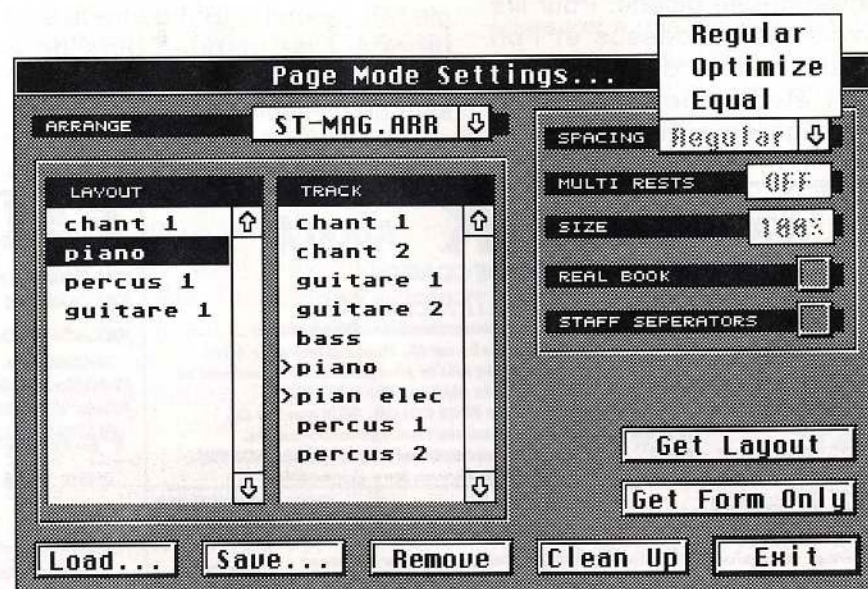 Regular
Optimize
Equal
Page Mode Settings...
ARRANGE
ST-MAG.ARR
SPACING
Regular
MULTI RESTS
OFF
SIZE
100%
REAL BOOK
STAFF SEPERATORS
LAYOUT
chant 1
piano
percus 1
guitare 1
TRACK
chant 1
chant 2
guitare 1
guitare 2
bass
>piano
>pian elec
percus 1
percus 2
Get Layout
Get Form Only
Load...
Save...
Remove
Clean Up
Exit